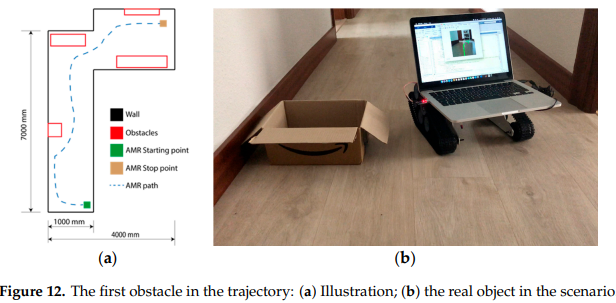 7000 mm
Wall
Obstacles
AMR Starting point
AMR Stop point
AMR path
1000 mm
4000 mm
(a)
(b)
Figure 12. The first obstacle in the trajectory: (a) Illustration; (b) the real object in the scenario